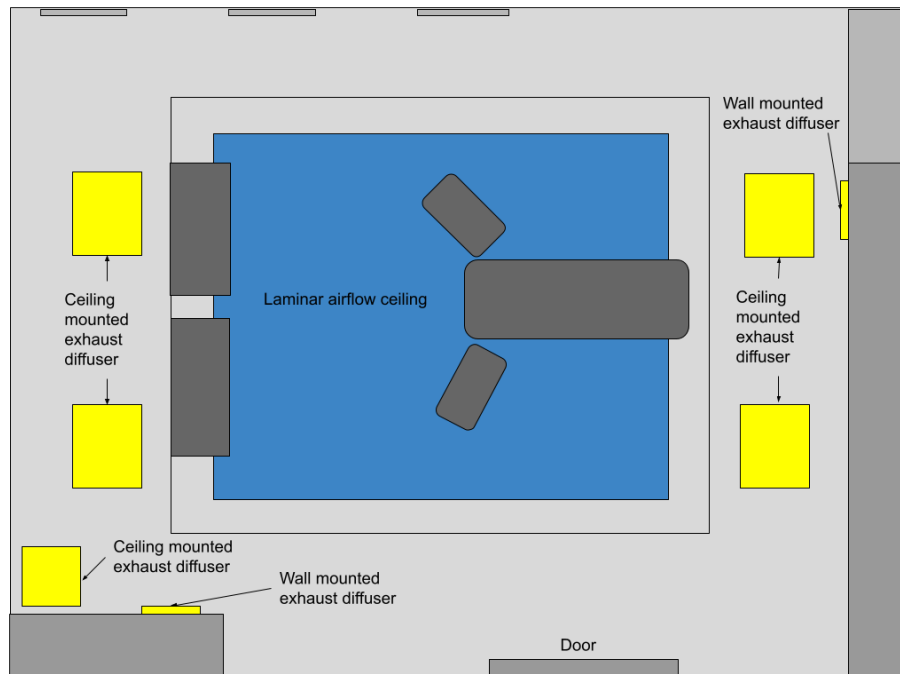 Wall mounted
exhaust diffuser
Ceiling
mounted
exhaust
diffuser
Laminar airflow ceiling
Ceiling
mounted
exhaust
diffuser
Ceiling mounted
exhaust diffuser
Wall mounted
exhaust diffuser
Door